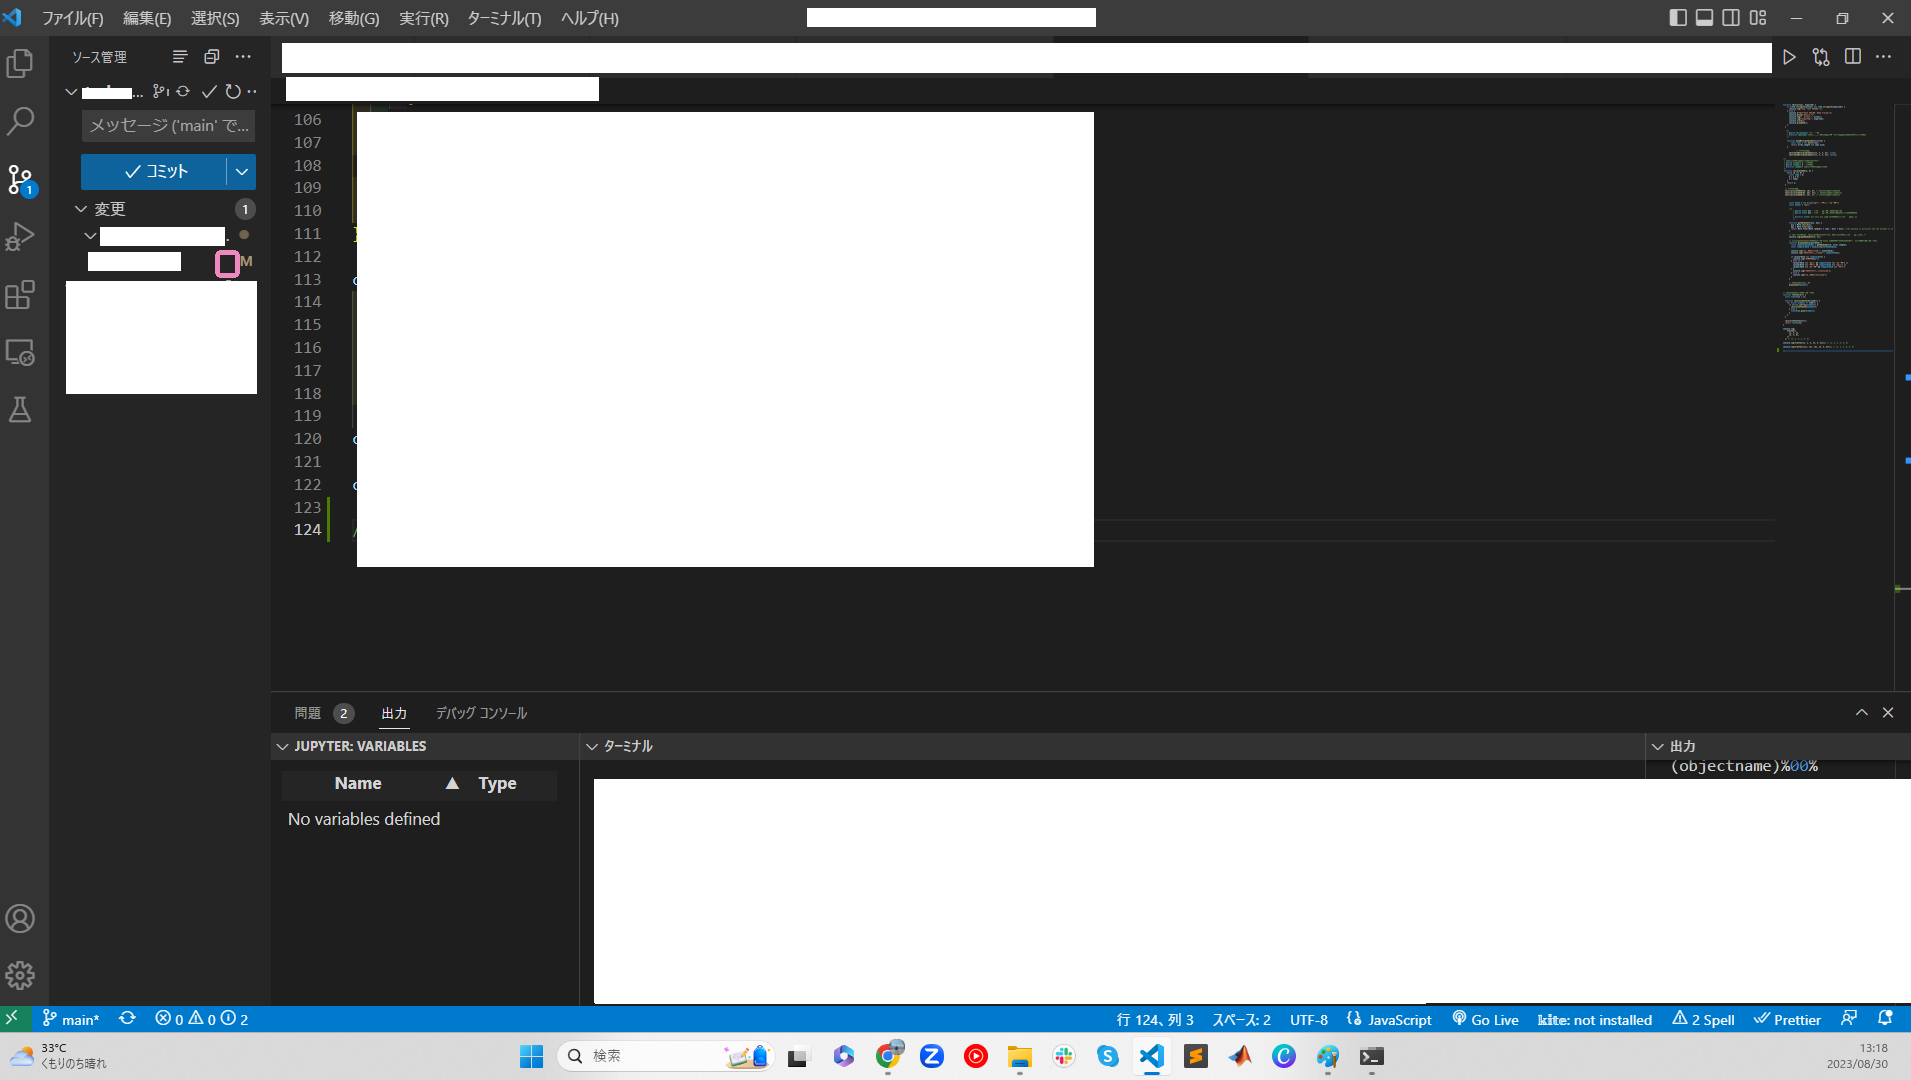 ファイル(F) 編集(E) 選択(S) 表示(V) 移動(G) 実行(R) ターミナル(T) ヘルプ(H)
ソース管理
メッセージ ('main' で...
コミット
1
変更 1
M
106
107
108
109
110
111
112
113
114
115
116
117
118
119
120
121
122
123
124
問題 2 出力 デバッグ コンソール
JUPYTER: VARIABLES
ターミナル
出力
(objectname)%00%
Name Type
No variables defined
main* 0 0 2
行 124、列 3 スペース: 2 UTF-8 JavaScript Go Live kite: not installed 2 Spell Prettier
33°C
くもりのち晴れ
検索
13:18
2023/08/30